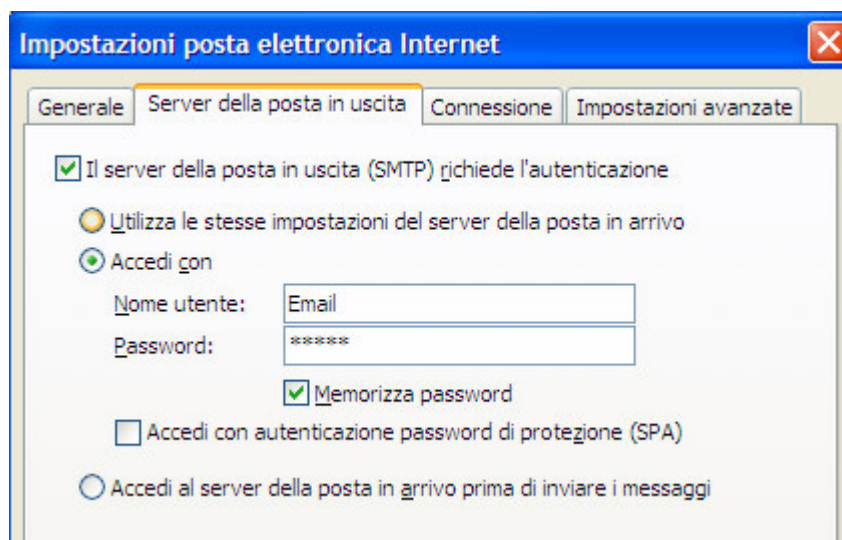 Impostazioni posta elettronica Internet
Generale Server della posta in uscita Connessione Impostazioni avanzate
Il server della posta in uscita (SMTP) richiede l'autenticazione
Utilizza le stesse impostazioni del server della posta in arrivo
Accedi con
Nome utente: Email
Password: *****
Memorizza password
Accedi con autenticazione password di protezione (SPA)
Accedi al server della posta in arrivo prima di inviare i messaggi